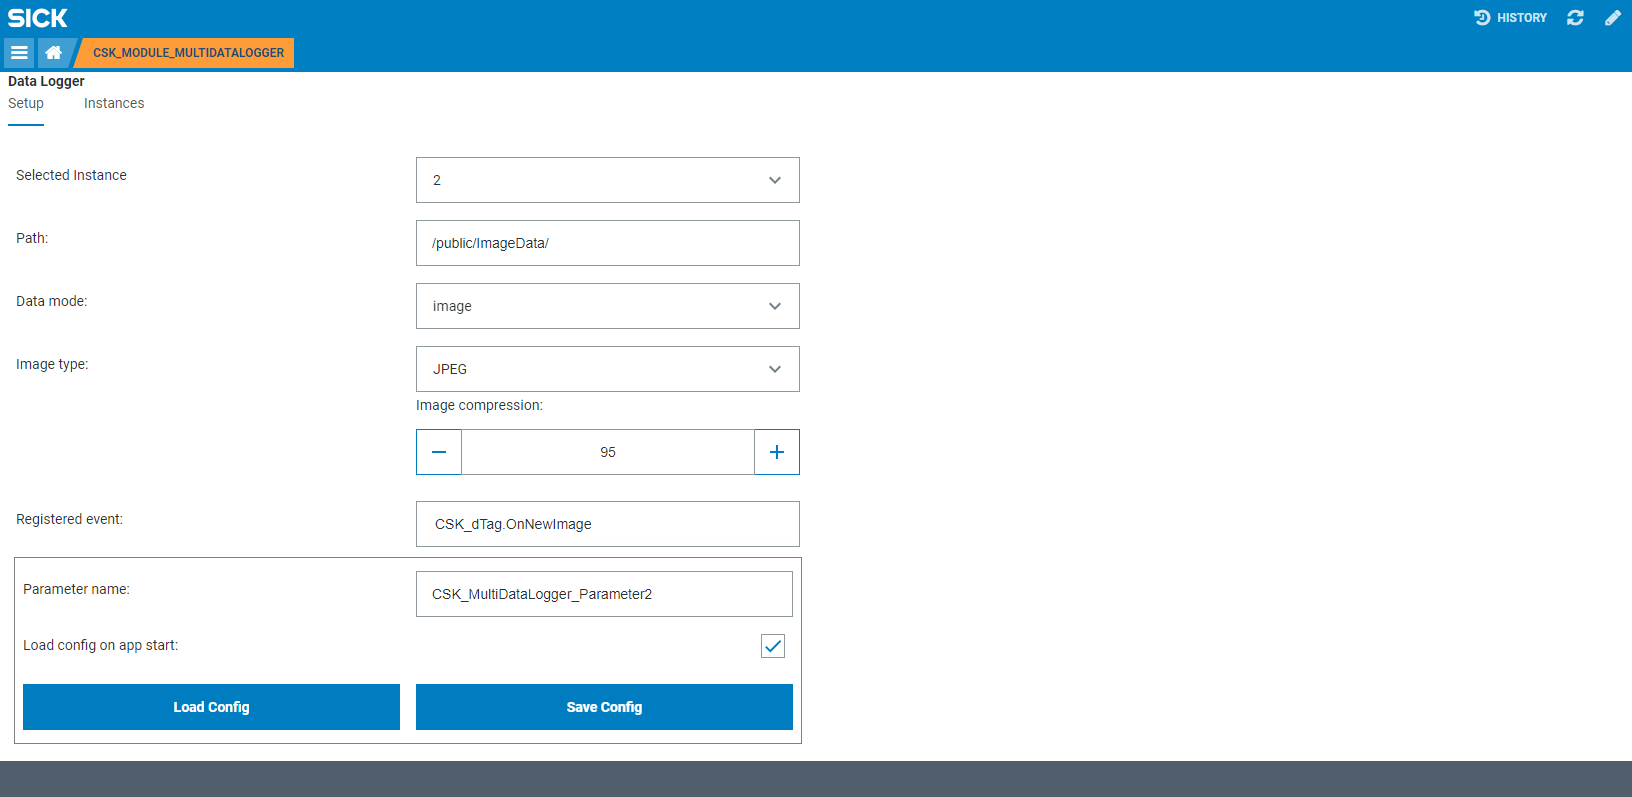 SICK
HISTORY
CSK_MODULE_MULTIDATALOGGER
Data Logger
Setup Instances
Selected Instance 2
Path: /public/ImageData/
Data mode: image
Image type: JPEG
Image compression:
95
Registered event: CSK_dTag.OnNewImage
Parameter name: CSK_MultiDataLogger_Parameter2
Load config on app start:
Load Config Save Config